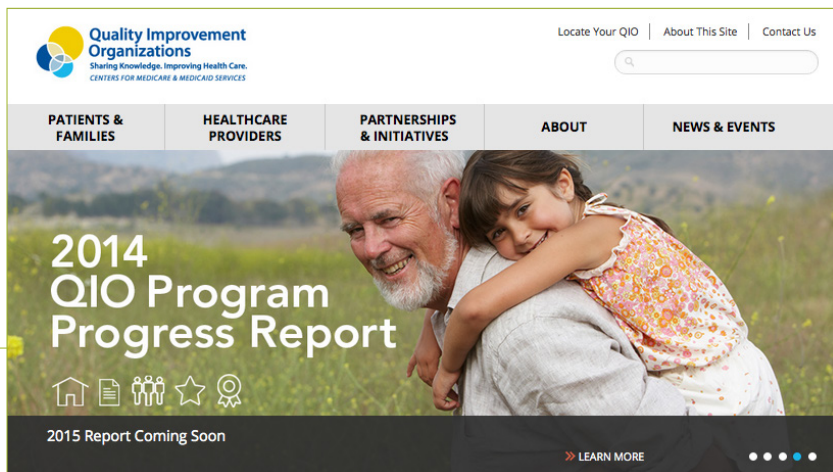 Quality Improvement
Organizations
Sharing Knowledge. Improving Health Care.
CENTERS FOR MEDICARE & MEDICAID SERVICES
Locate Your QIO
About This Site
Contact Us
PATIENTS &
FAMILIES
HEALTHCARE
PROVIDERS
PARTNERSHIPS
& INITIATIVES
ABOUT
NEWS & EVENTS
2014
QIO Program
Progress Report
2015 Report Coming Soon
» LEARN MORE